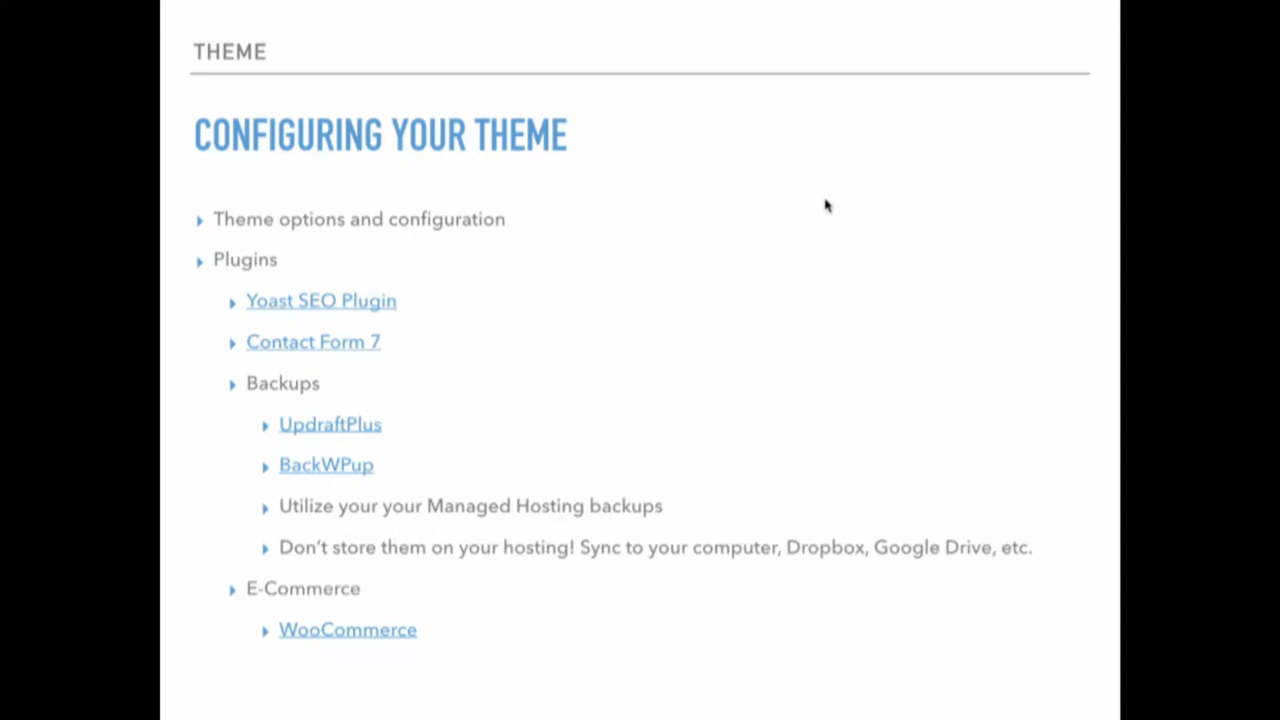 THEME
CONFIGURING YOUR THEME
Theme options and configuration
Plugins
Yoast SEO Plugin
Contact Form 7
Backups
UpdraftPlus
BackWPup
Utilize your your Managed Hosting backups
Don't store them on your hosting! Sync to your computer, Dropbox, Google Drive, etc.
E-Commerce
WooCommerce